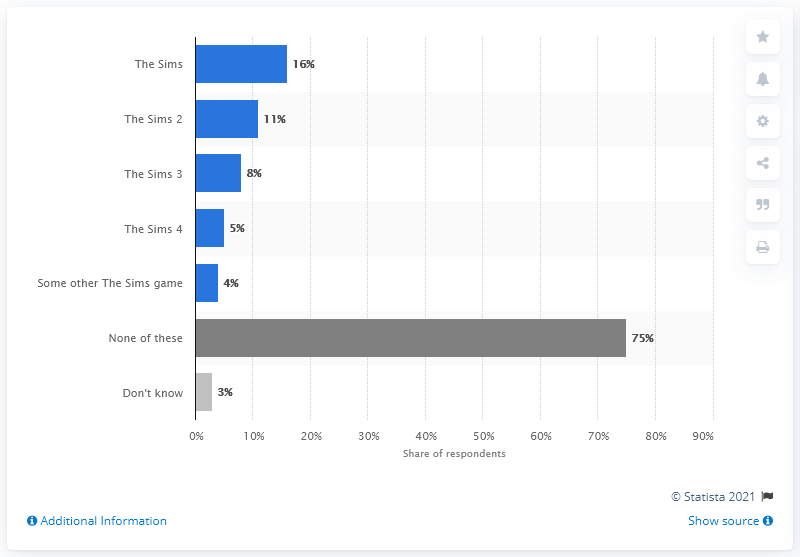 The Sims 16%
The Sims 2 11%
The Sims 3 8%
The Sims 4 5%
Some other The Sims game 4%
None of these 75%
Don't know 3%
0% 10% 20% 30% 40% 50% 60% 70% 80% 90%
Share of respondents
© Statista 2021
Additional Information Show source